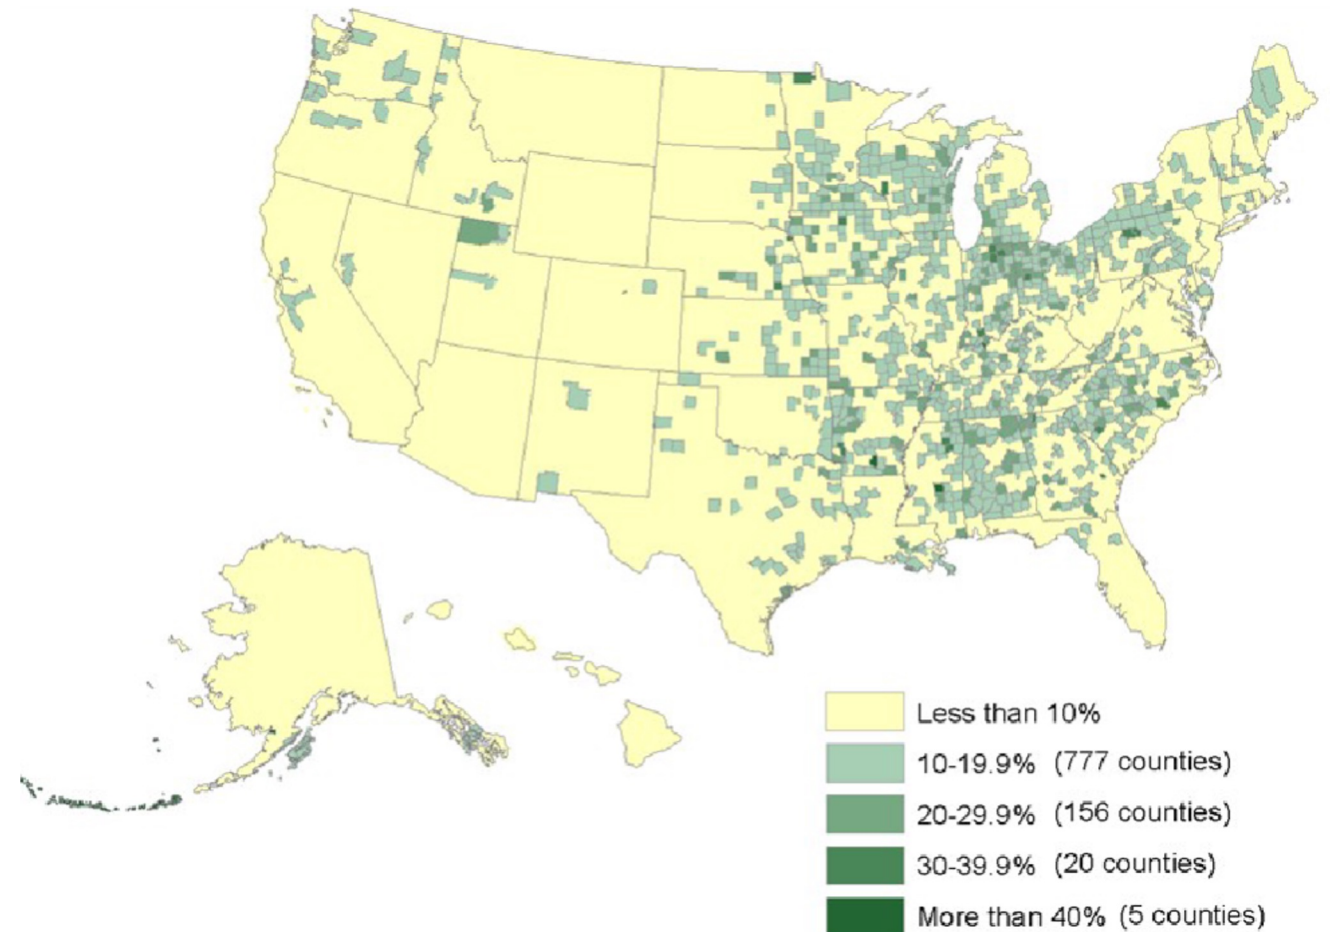 Less than 10%
10-19.9% (777 counties)
20-29.9% (156 counties)
30-39.9% (20 counties)
More than 40% (5 counties)